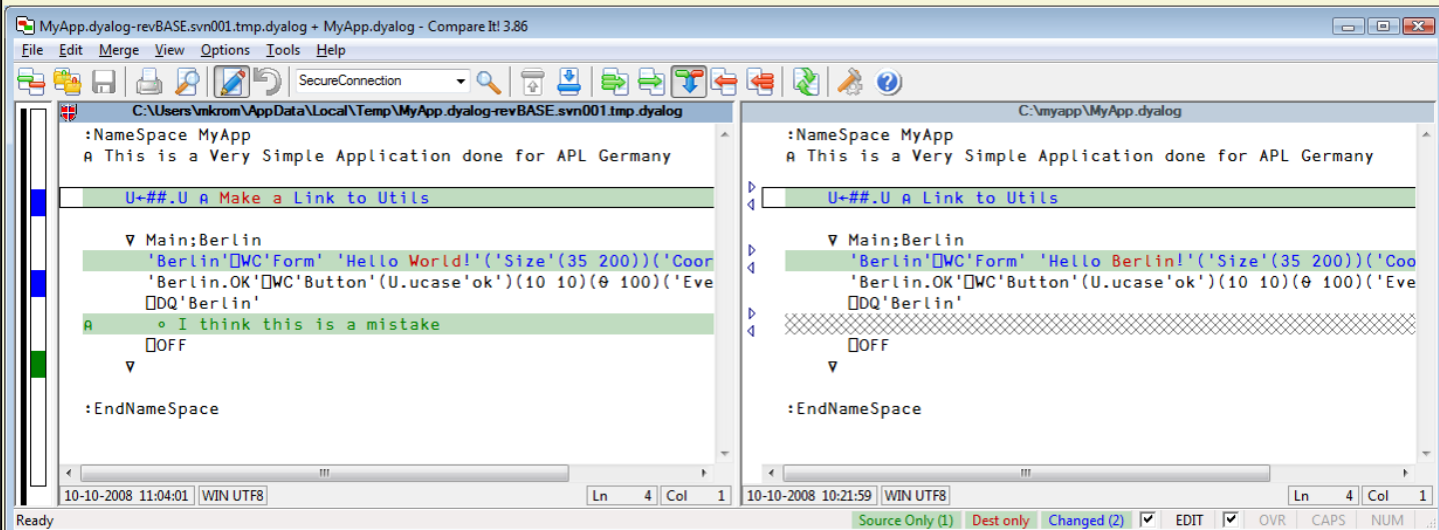 MyApp.dyalog-revBASE.svn001.tmp.dyalog + MyApp.dyalog - Compare It! 3.86
File Edit Merge View Options Tools Help
SecureConnection
C:\Users\mkrom\AppData\Local\Temp\MyApp.dyalog-revBASE.svn001.tmp.dyalog
:NameSpace MyApp
⍝ This is a Very Simple Application done for APL Germany
U←##.U ⍝ Make a Link to Utils
∇ Main;Berlin
'Berlin'⎕WC'Form' 'Hello World!'('Size'(35 200))('Coor
'Berlin.OK'⎕WC'Button'(U.ucase'ok')(10 10)(⍬ 100)('Eve
⎕DQ'Berlin'
⍝ ∘ I think this is a mistake
⎕OFF
∇
:EndNameSpace
10-10-2008 11:04:01 WIN UTF8 Ln 4 Col 1
C:\myapp\MyApp.dyalog
:NameSpace MyApp
⍝ This is a Very Simple Application done for APL Germany
U←##.U ⍝ Link to Utils
∇ Main;Berlin
'Berlin'⎕WC'Form' 'Hello Berlin!'('Size'(35 200))('Coo
'Berlin.OK'⎕WC'Button'(U.ucase'ok')(10 10)(⍬ 100)('Eve
⎕DQ'Berlin'
⎕OFF
∇
:EndNameSpace
10-10-2008 10:21:59 WIN UTF8 Ln 4 Col 1
Ready Source Only (1) Dest only Changed (2) EDIT OVR CAPS NUM